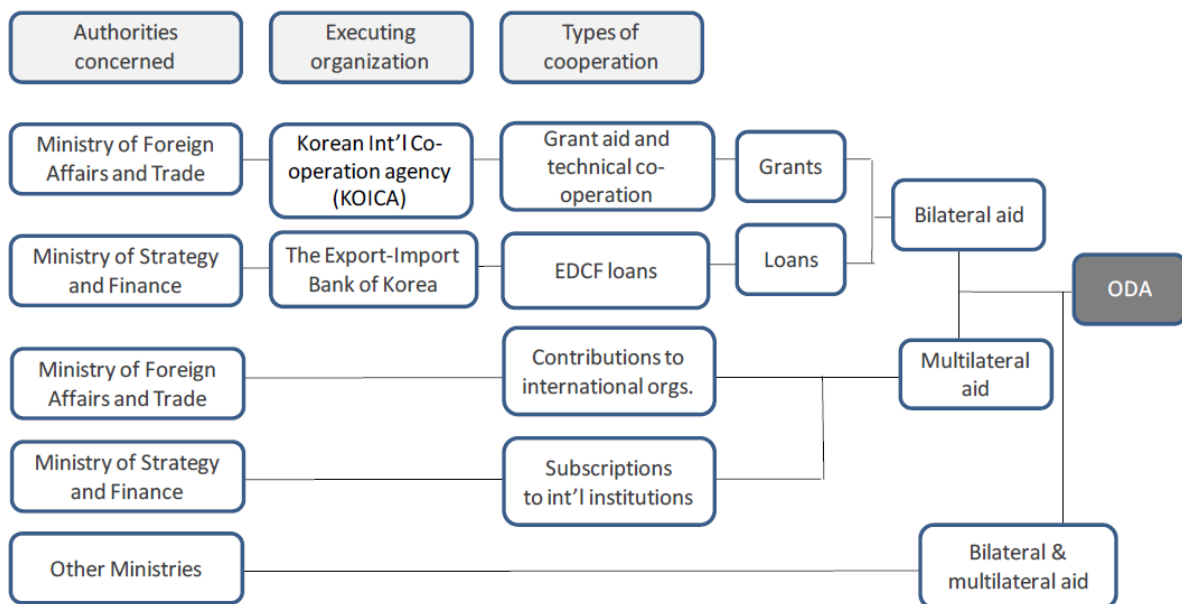 Authorities
concerned
Executing
organization
Types of
cooperation
Ministry of Foreign
Affairs and Trade
Korean Int'l Co-
operation agency
(KOICA)
Grant aid and
technical co-
operation
Grants
Bilateral aid
Ministry of Strategy
and Finance
The Export-Import
Bank of Korea
EDCF loans
Loans
ODA
Ministry of Foreign
Affairs and Trade
Contributions to
international orgs.
Multilateral
aid
Ministry of Strategy
and Finance
Subscriptions
to int'l institutions
Other Ministries
Bilateral &
multilateral aid